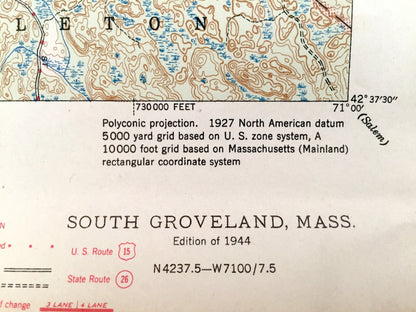 LETON
730 000 FEET
42°37'30"
71°00'
(Salem)
Polyconic projection. 1927 North American datum
5000 yard grid based on U. S. zone system, A
10 000 foot grid based on Massachusetts (Mainland)
rectangular coordinate system
SOUTH GROVELAND, MASS.
Edition of 1944
U. S. Route 15
N4237.5—W7100/7.5
State Route 26
f change 3 LANE | 4 LANE